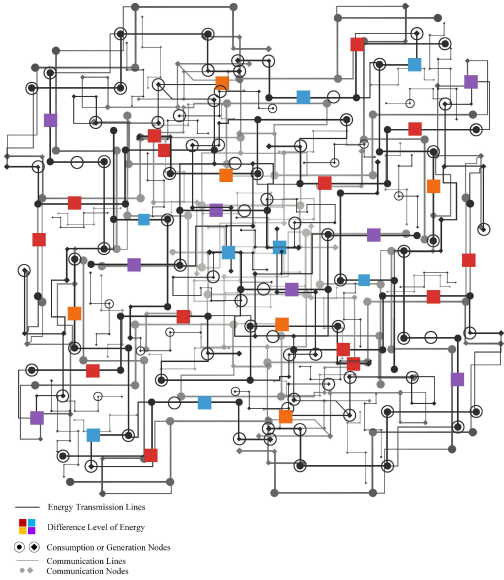 Energy Transmission Lines
Difference Level of Energy
Consumption or Generation Nodes
Communication Lines
Communication Nodes